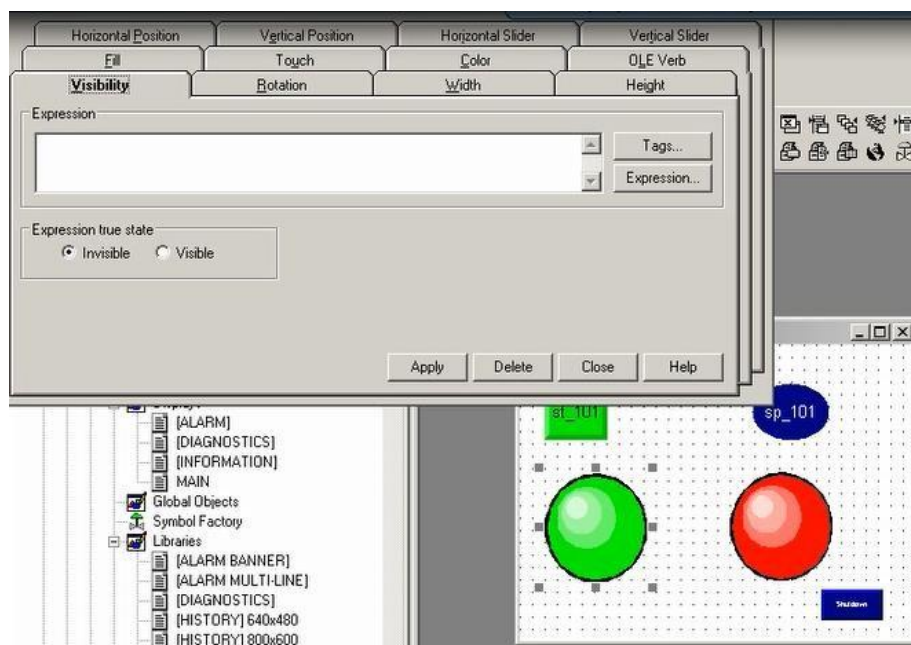 Horizontal Position Vertical Position Horizontal Slider Vertical Slider
Fill Touch Color OLE Verb
Visibility Rotation Width Height
Expression
Tags...
Expression...
Expression true state
Invisible Visible
Apply Delete Close Help
st_101 sp_101
[ALARM]
[DIAGNOSTICS]
[INFORMATION]
MAIN
Global Objects
Symbol Factory
Libraries
[ALARM BANNER]
[ALARM MULTI-LINE]
[DIAGNOSTICS]
[HISTORY] 640x480
[HISTORY] 800x600
Shutdown